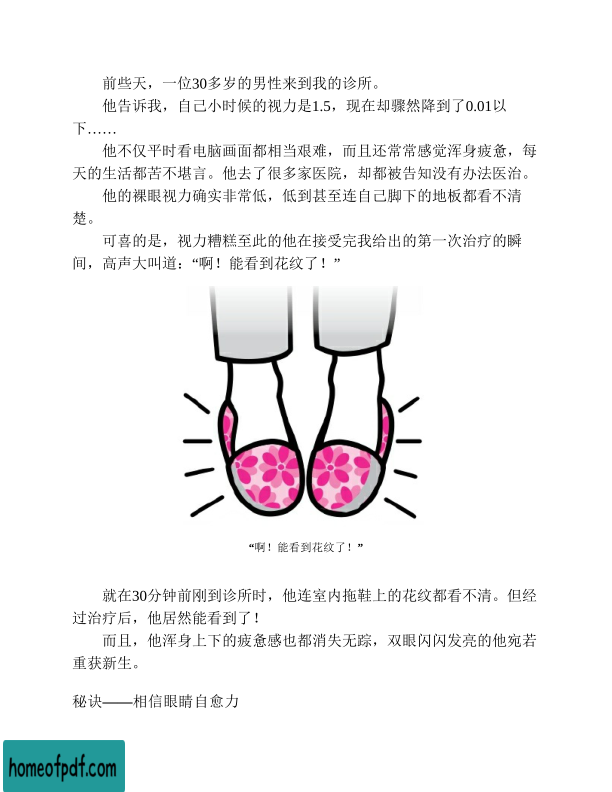 前些天，一位30多岁的男性来到我的诊所。
他告诉我，自己小时候的视力是1.5，现在却骤然降到了0.01以
下……
他不仅平时看电脑画面都相当艰难，而且还常常感觉浑身疲惫，每
天的生活都苦不堪言。他去了很多家医院，却都被告知没有办法医治。
他的裸眼视力确实非常低，低到甚至连自己脚下的地板都看不清
楚。
可喜的是，视力糟糕至此的他在接受完我给出的第一次治疗的瞬
间，高声大叫道：“啊！能看到花纹了！”
“啊！能看到花纹了！”
就在30分钟前刚到诊所时，他连室内拖鞋上的花纹都看不清。但经
过治疗后，他居然能看到了！
而且，他浑身上下的疲惫感也都消失无踪，双眼闪闪发亮的他宛若
重获新生。
秘诀——相信眼睛自愈力
homeofpdf.com